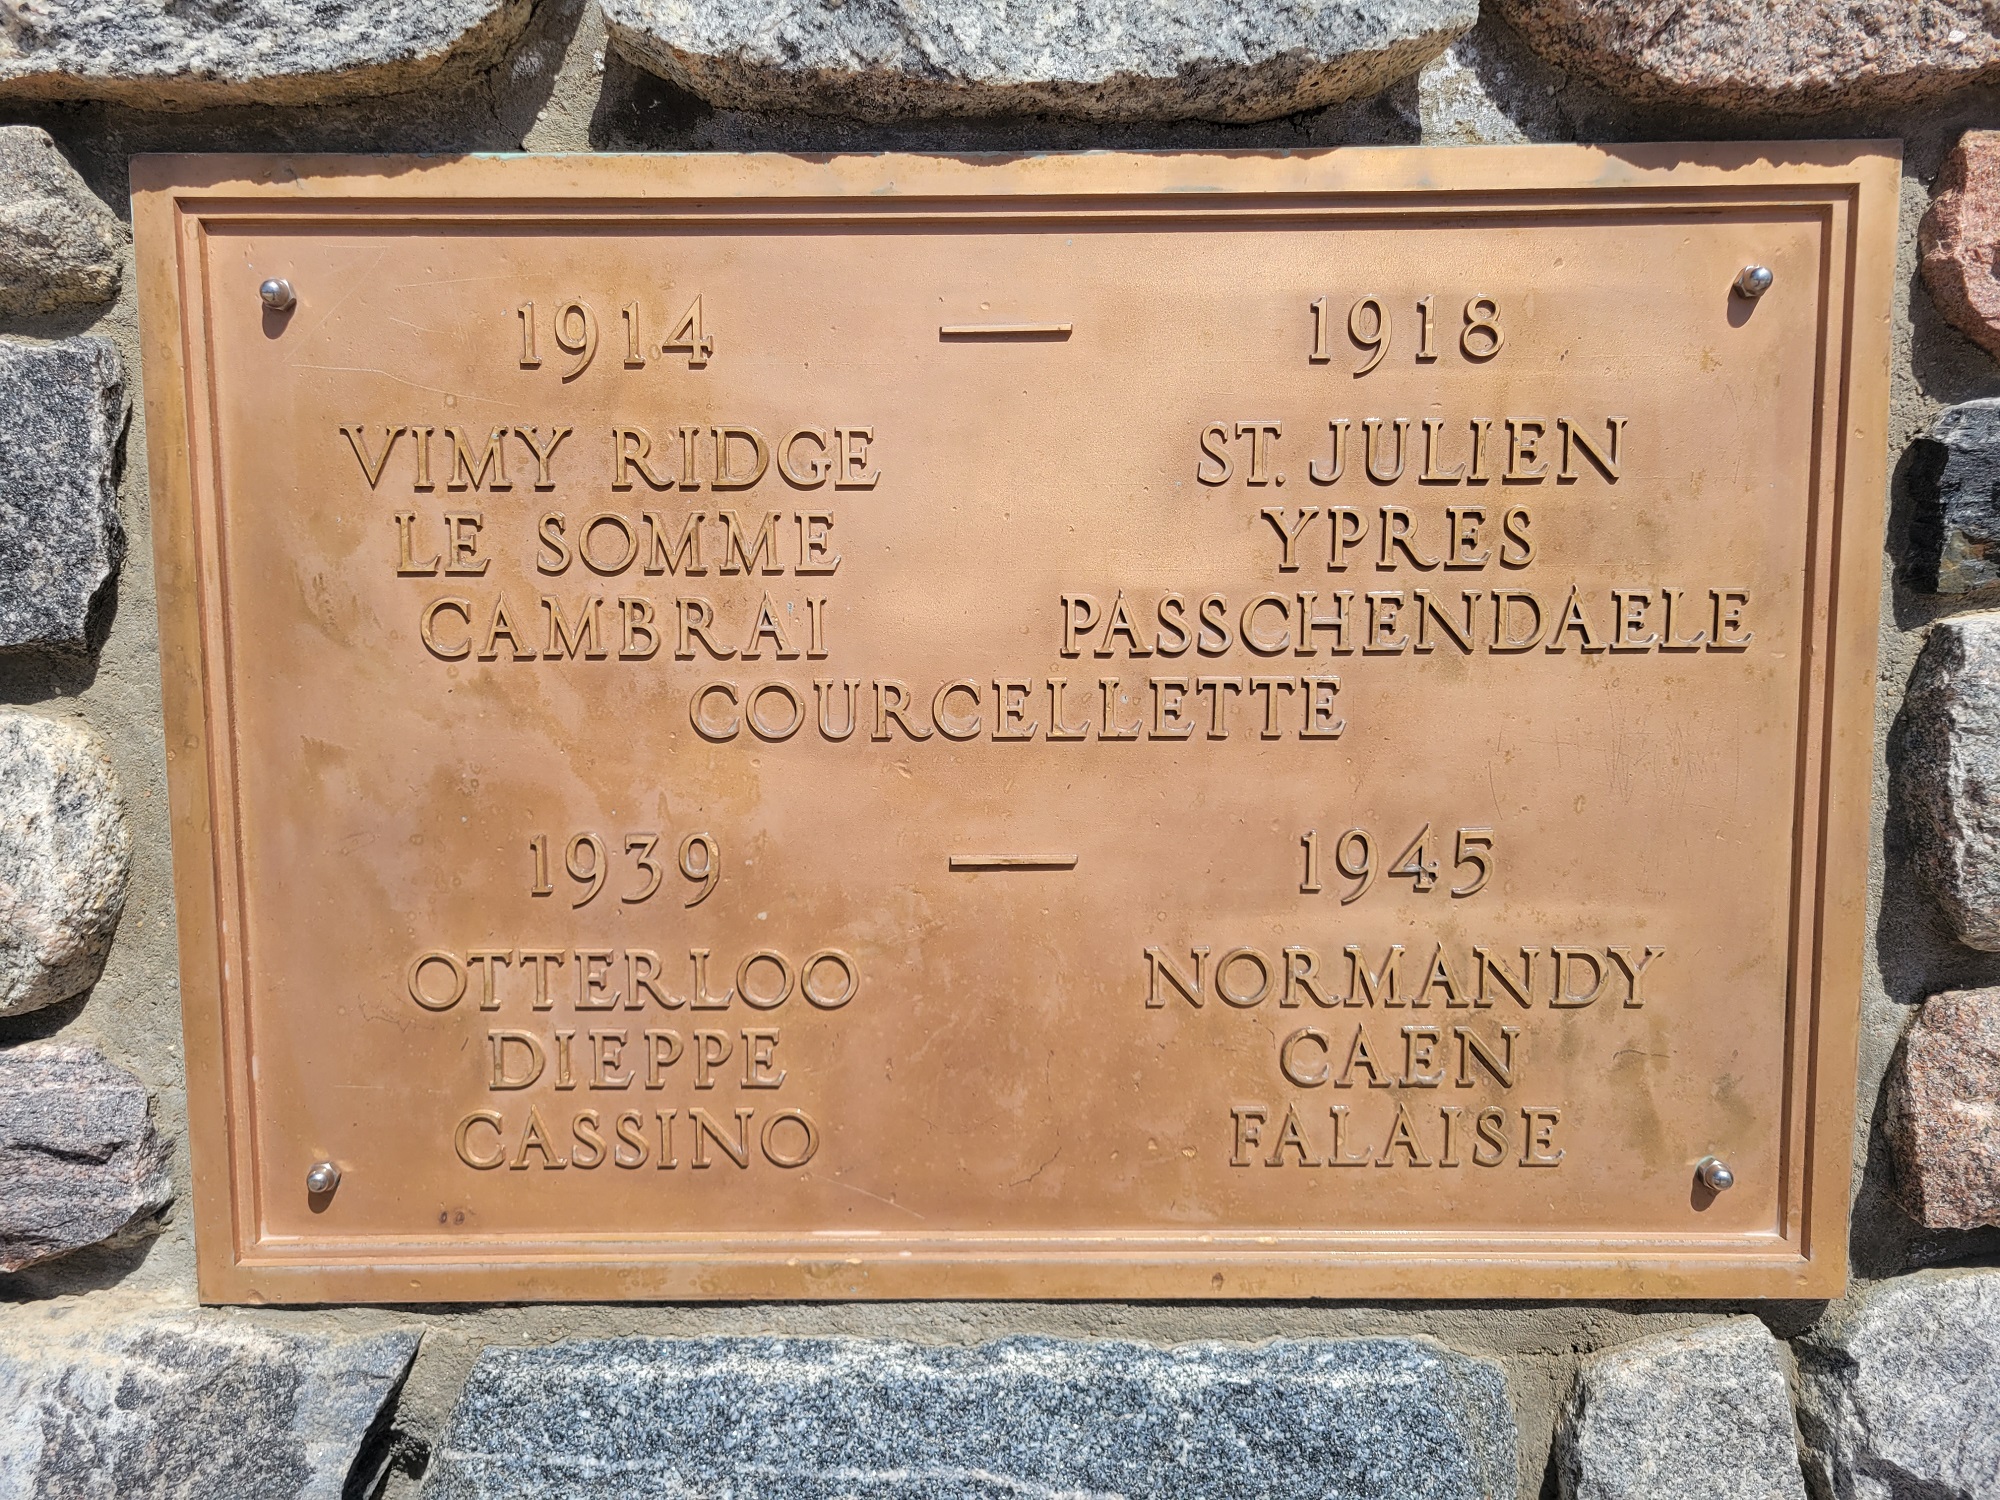 1914 — 1918
VIMY RIDGE ST. JULIEN
LE SOMME YPRES
CAMBRAI PASSCHENDAELE
COURCELLETTE
1939 — 1945
OTTERLOO NORMANDY
DIEPPE CAEN
CASSINO FALAISE